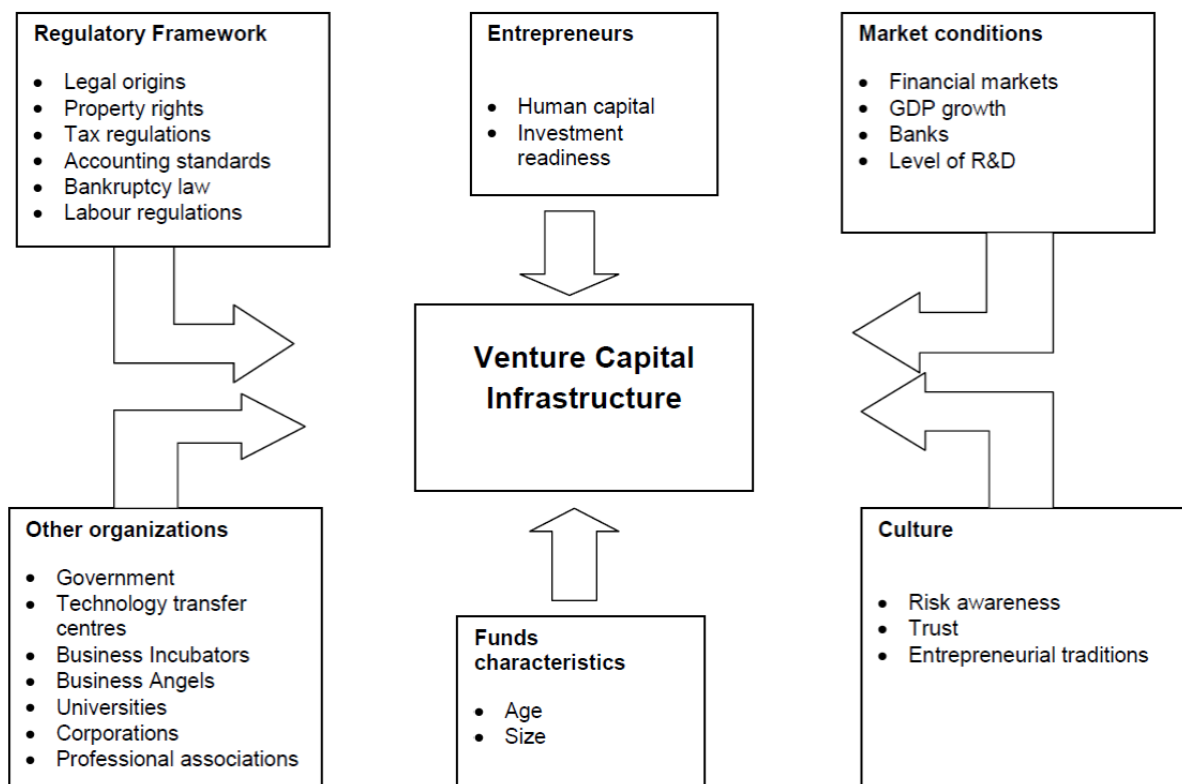 Regulatory Framework
• Legal origins
• Property rights
• Tax regulations
• Accounting standards
• Bankruptcy law
• Labour regulations
Entrepreneurs
• Human capital
• Investment
readiness
Market conditions
• Financial markets
• GDP growth
• Banks
• Level of R&D
Venture Capital
Infrastructure
Other organizations
• Government
• Technology transfer
centres
• Business Incubators
• Business Angels
• Universities
• Corporations
• Professional associations
Funds
characteristics
• Age
• Size
Culture
• Risk awareness
• Trust
• Entrepreneurial traditions